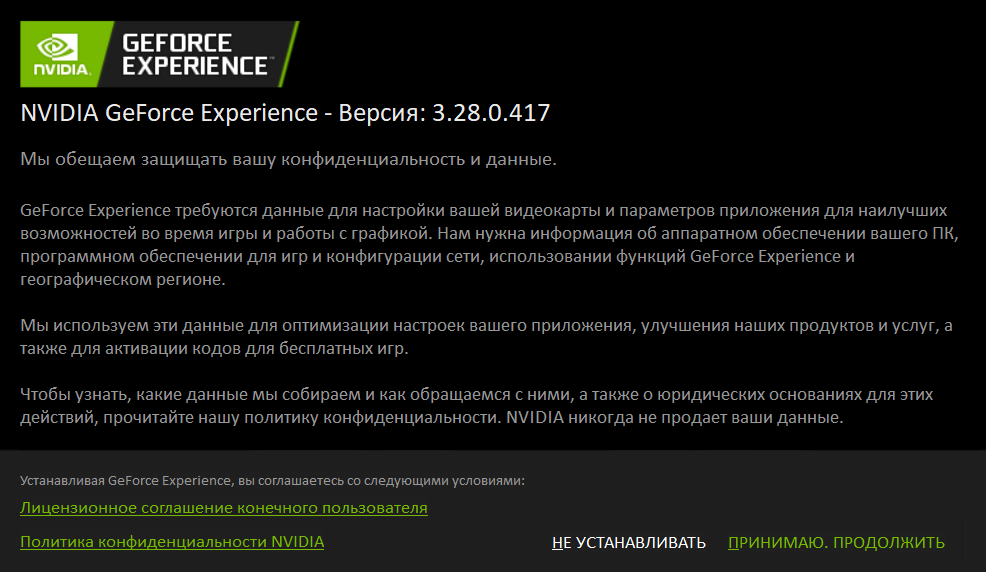 NVIDIA.
GEFORCE
EXPERIENCE™
NVIDIA GeForce Experience - Версия: 3.28.0.417
Мы обещаем защищать вашу конфиденциальность и данные.
GeForce Experience требуются данные для настройки вашей видеокарты и параметров приложения для наилучших
возможностей во время игры и работы с графикой. Нам нужна информация об аппаратном обеспечении вашего ПК,
программном обеспечении для игр и конфигурации сети, использовании функций GeForce Experience и
географическом регионе.
Мы используем эти данные для оптимизации настроек вашего приложения, улучшения наших продуктов и услуг, а
также для активации кодов для бесплатных игр.
Чтобы узнать, какие данные мы собираем и как обращаемся с ними, а также о юридических основаниях для этих
действий, прочитайте нашу политику конфиденциальности. NVIDIA никогда не продает ваши данные.
Устанавливая GeForce Experience, вы соглашаетесь со следующими условиями:
Лицензионное соглашение конечного пользователя
Политика конфиденциальности NVIDIA
НЕ УСТАНАВЛИВАТЬ
ПРИНИМАЮ. ПРОДОЛЖИТЬ